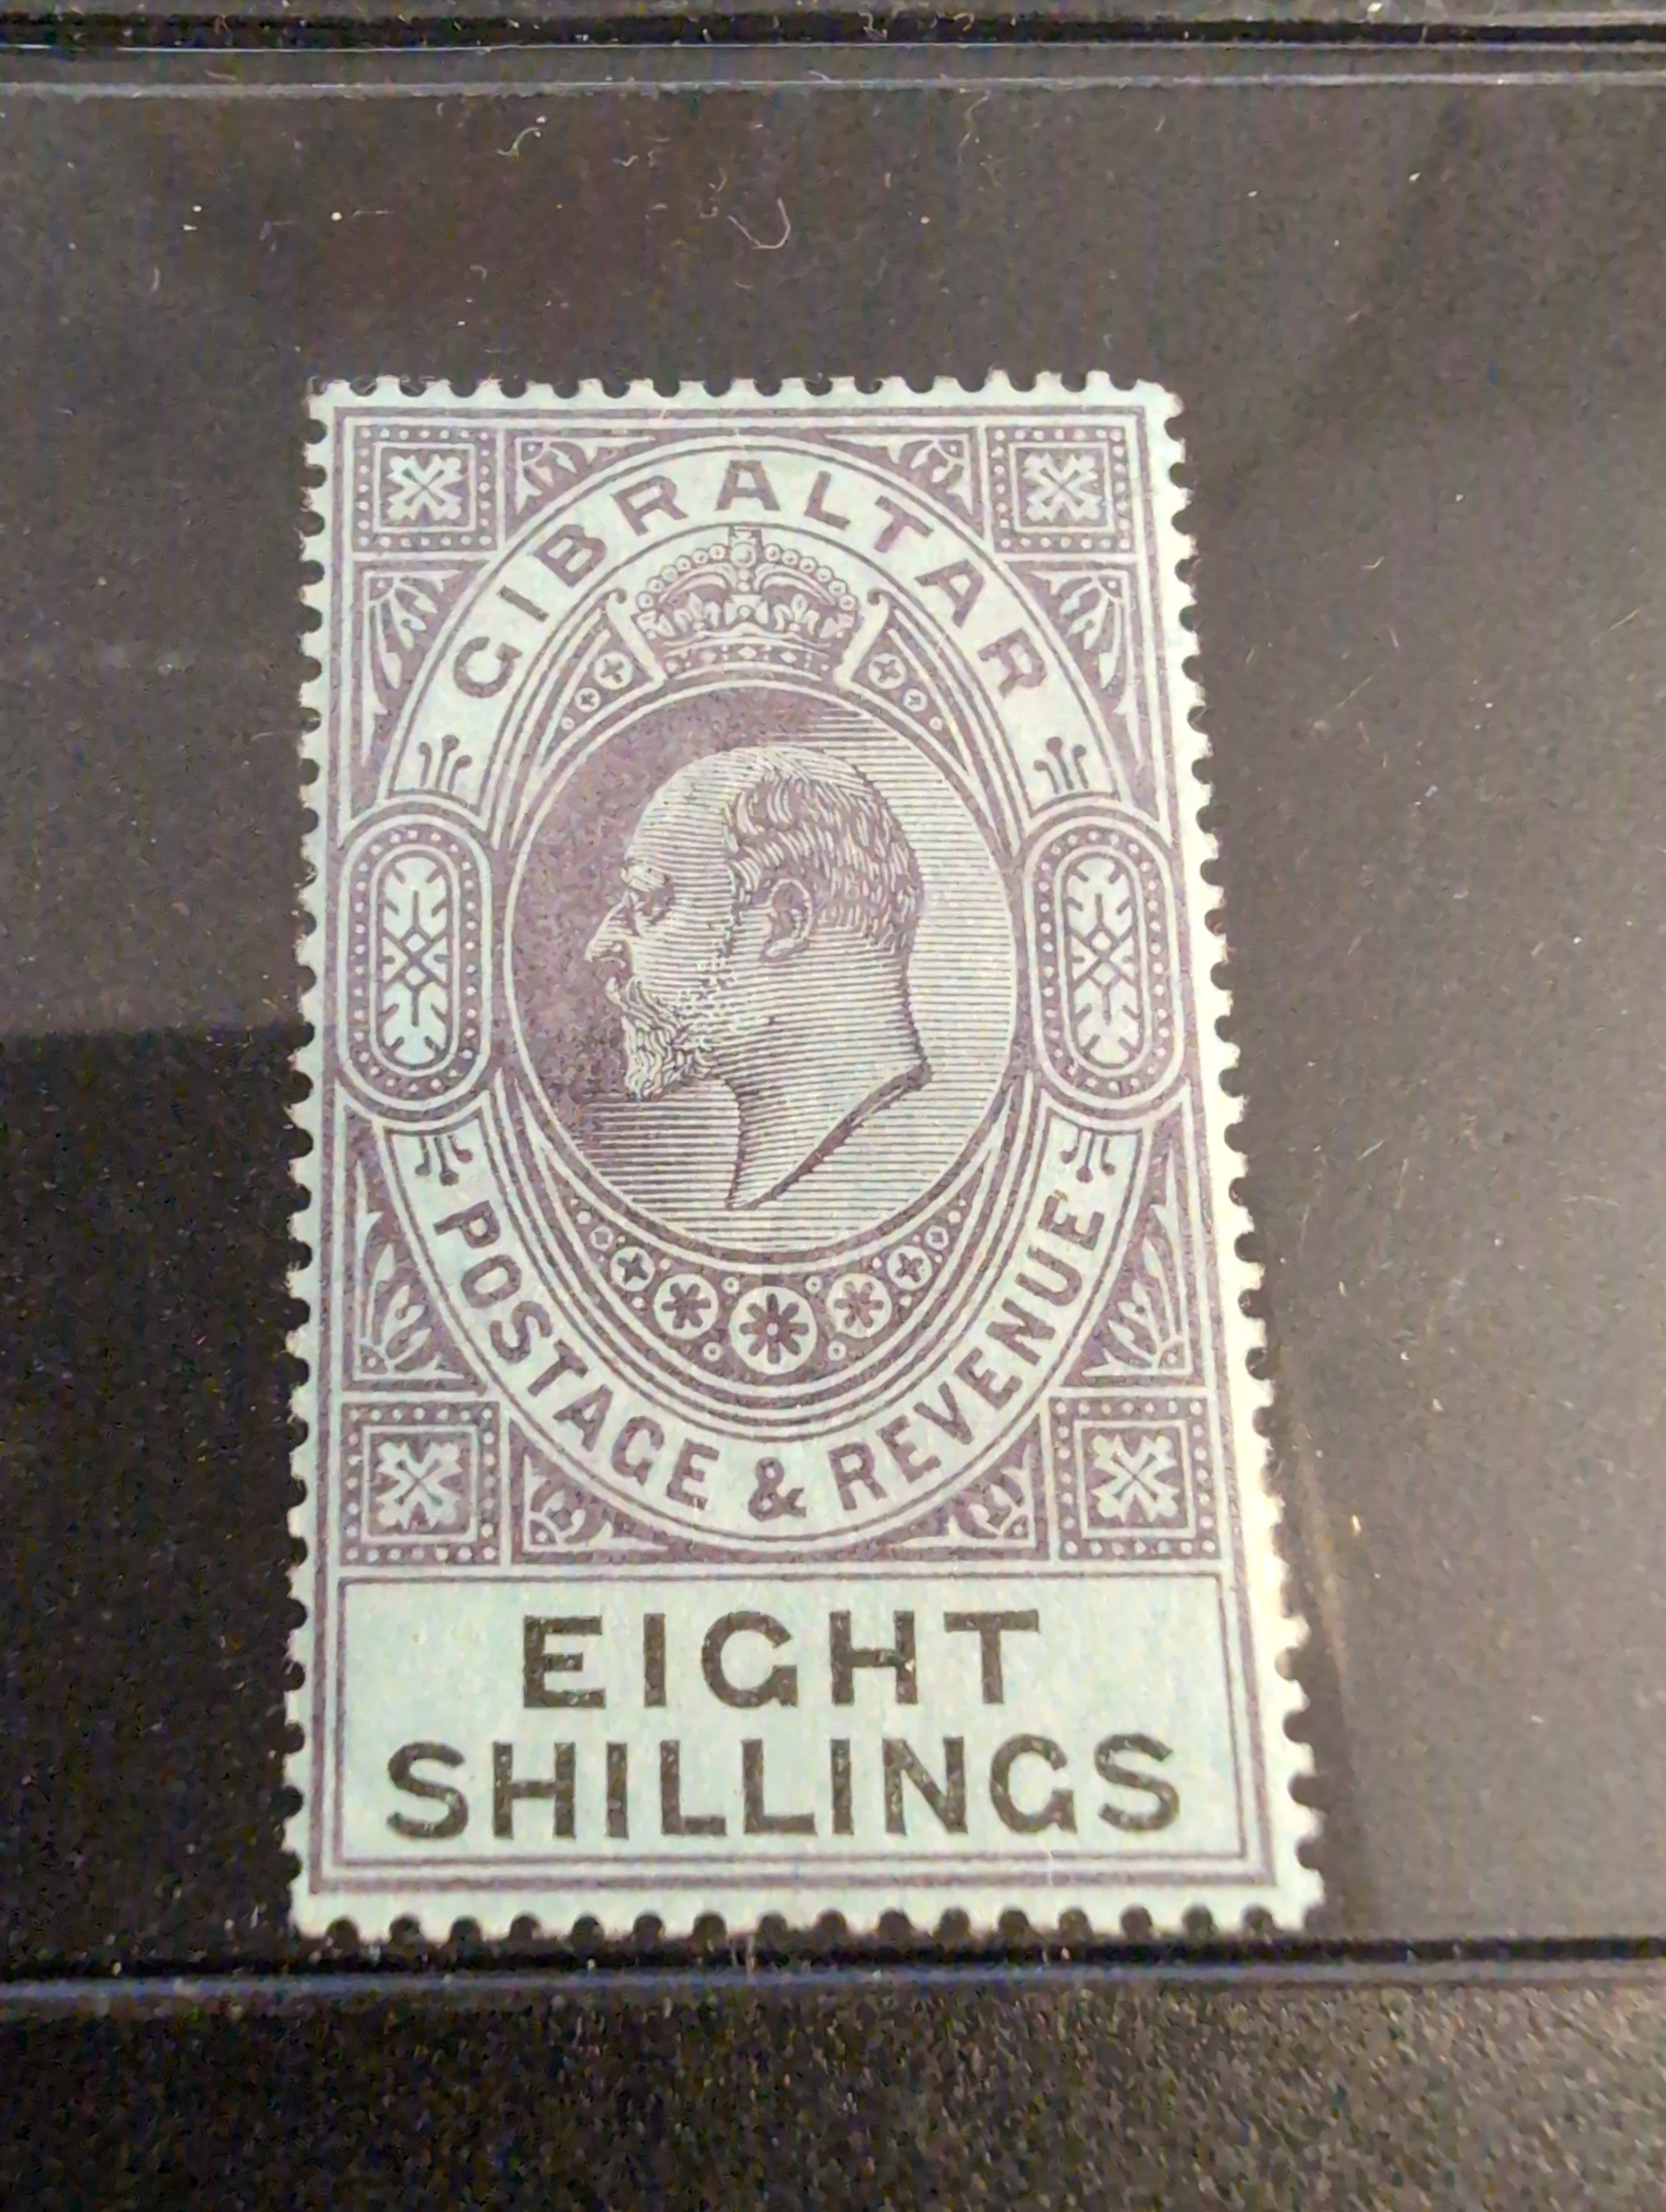 GIBRALTAR
POSTAGE & REVENUE
EIGHT
SHILLINGS